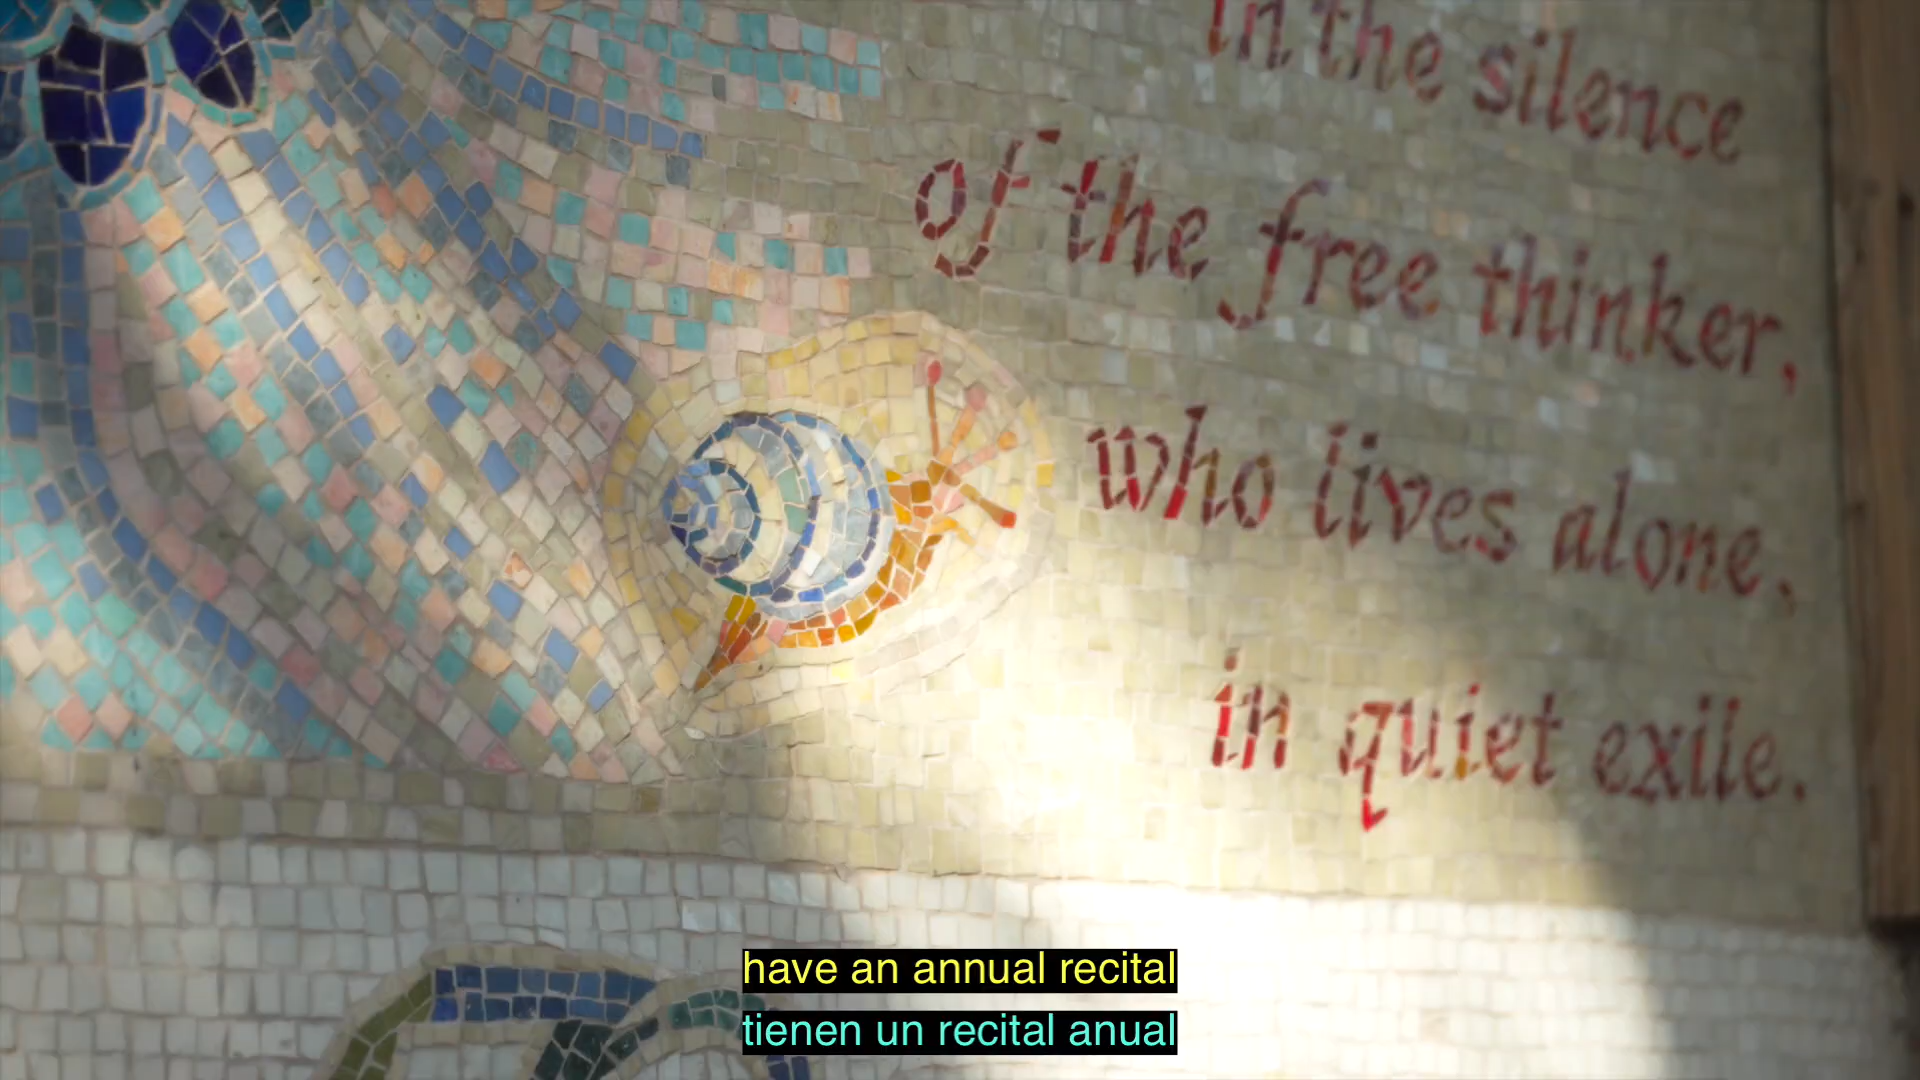 in the silence
of the free thinker,
who lives alone,
in quiet exile.
have an annual recital
tienen un recital anual